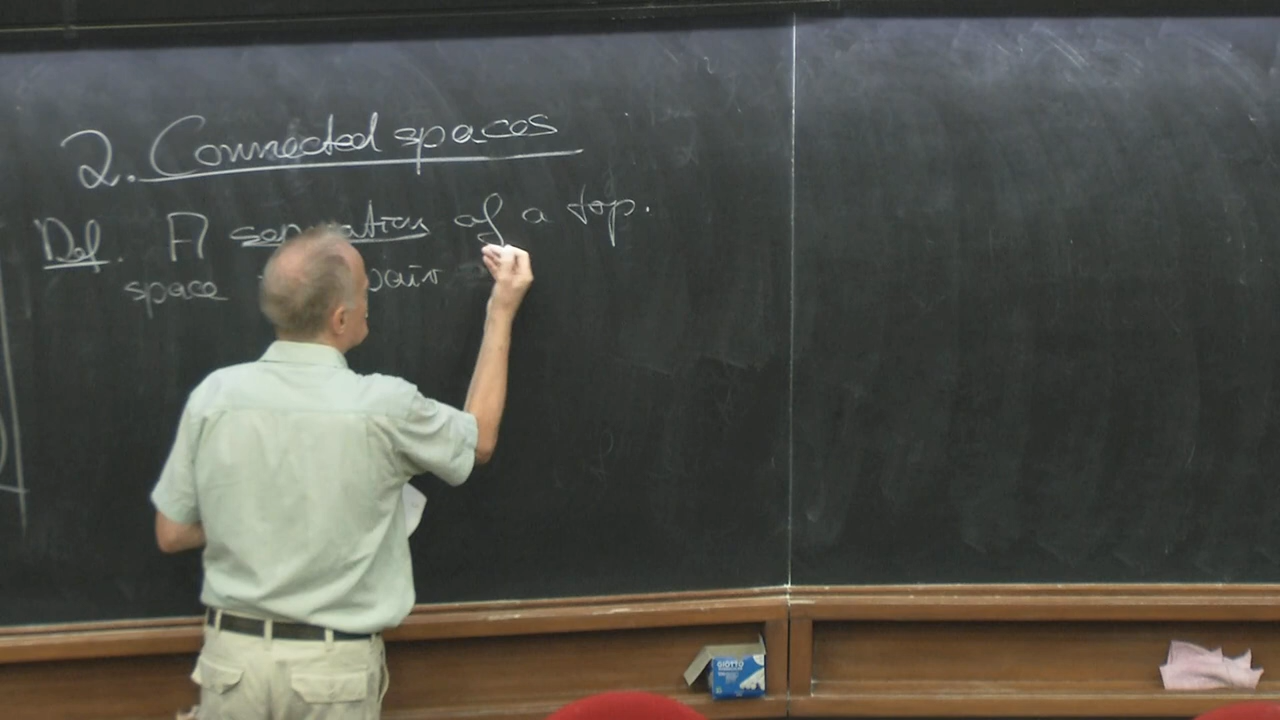 2. Connected spaces
Def. A separation of a top.
space pair
GIOTTO